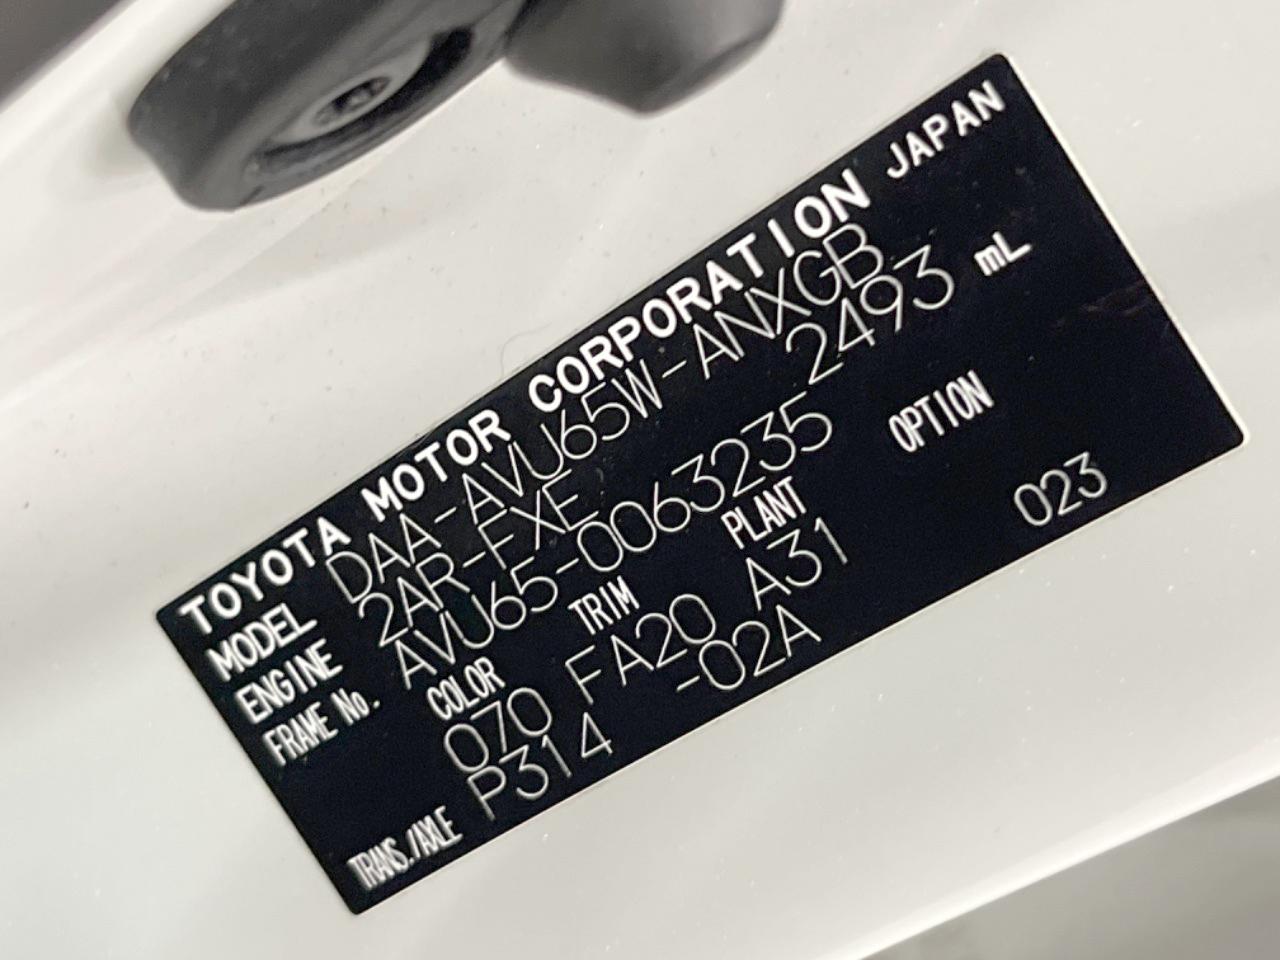 TOYOTA MOTOR CORPORATION JAPAN
MODEL DAA-AVU65W-ANXGB
ENGINE 2AR-FXE 2493 mL
FRAME No. AVU65-0063235
COLOR TRIM PLANT OPTION
070 FA20 A31 023
TRANS./AXLE P314 -02A